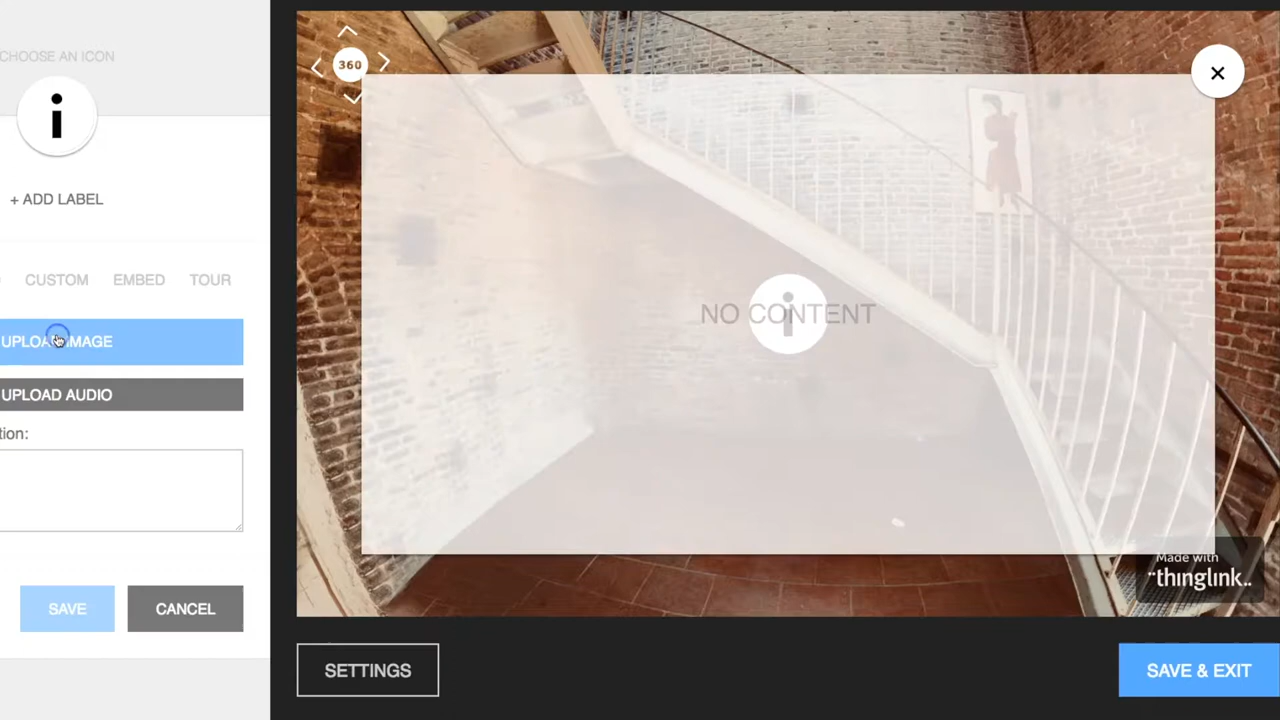 CHOOSE AN ICON
360
+ ADD LABEL
CUSTOM EMBED TOUR
UPLOAD IMAGE
NO CONTENT
UPLOAD AUDIO
tion:
Made with
thinglink..
SAVE CANCEL
SETTINGS
SAVE & EXIT